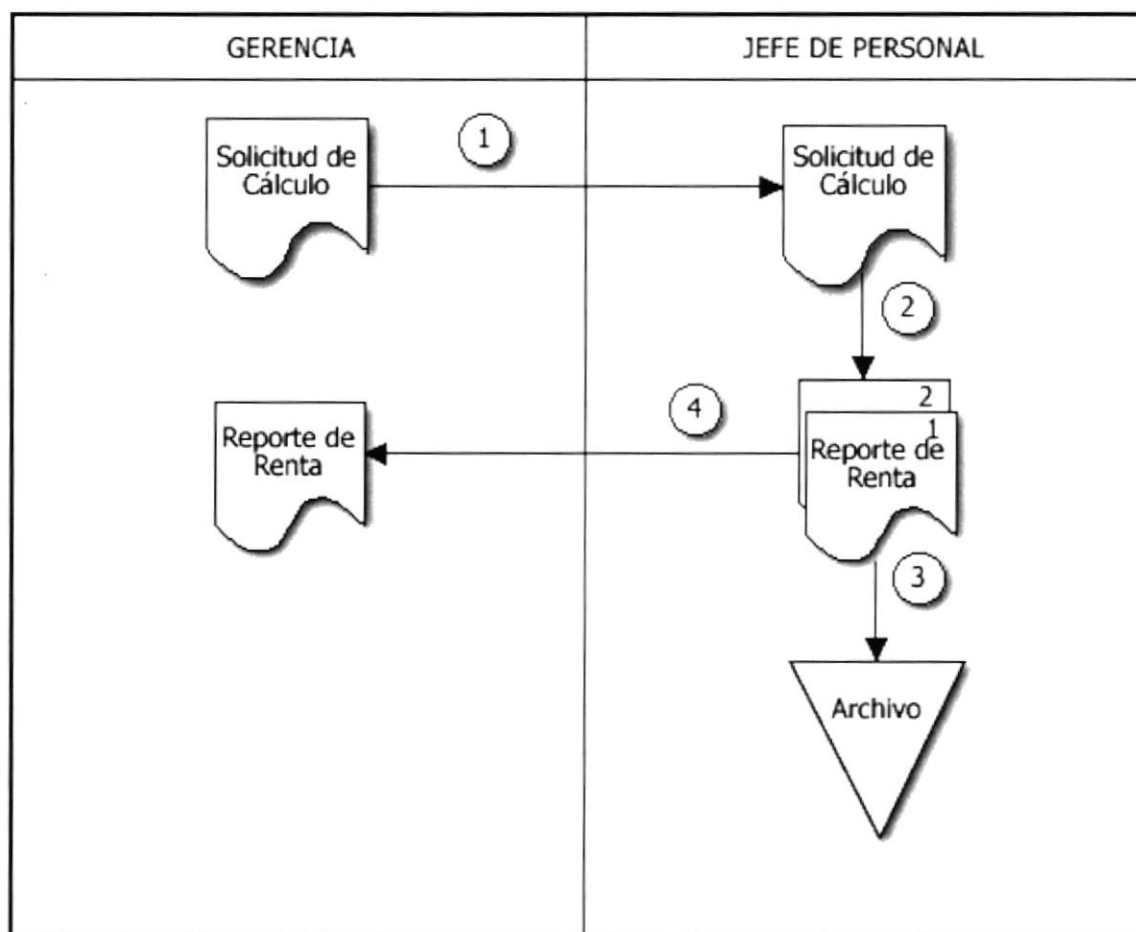 GERENCIA
JEFE DE PERSONAL
Solicitud de
Cálculo
1
Solicitud de
Cálculo
2
Reporte de
Renta
4
2
1
Reporte de
Renta
3
Archivo